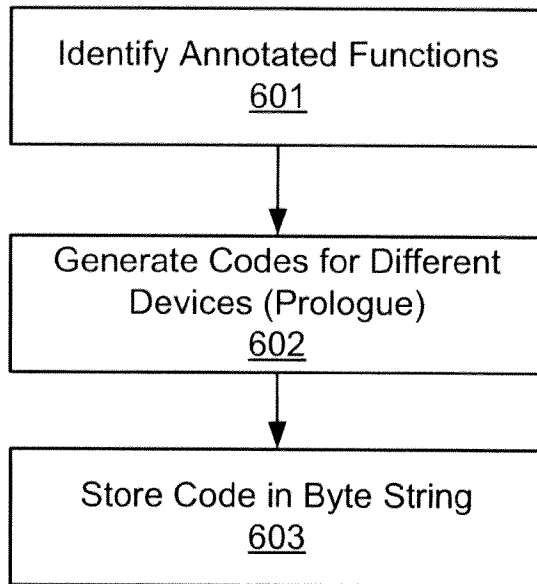 Identify Annotated Functions
601
Generate Codes for Different
Devices (Prologue)
602
Store Code in Byte String
603